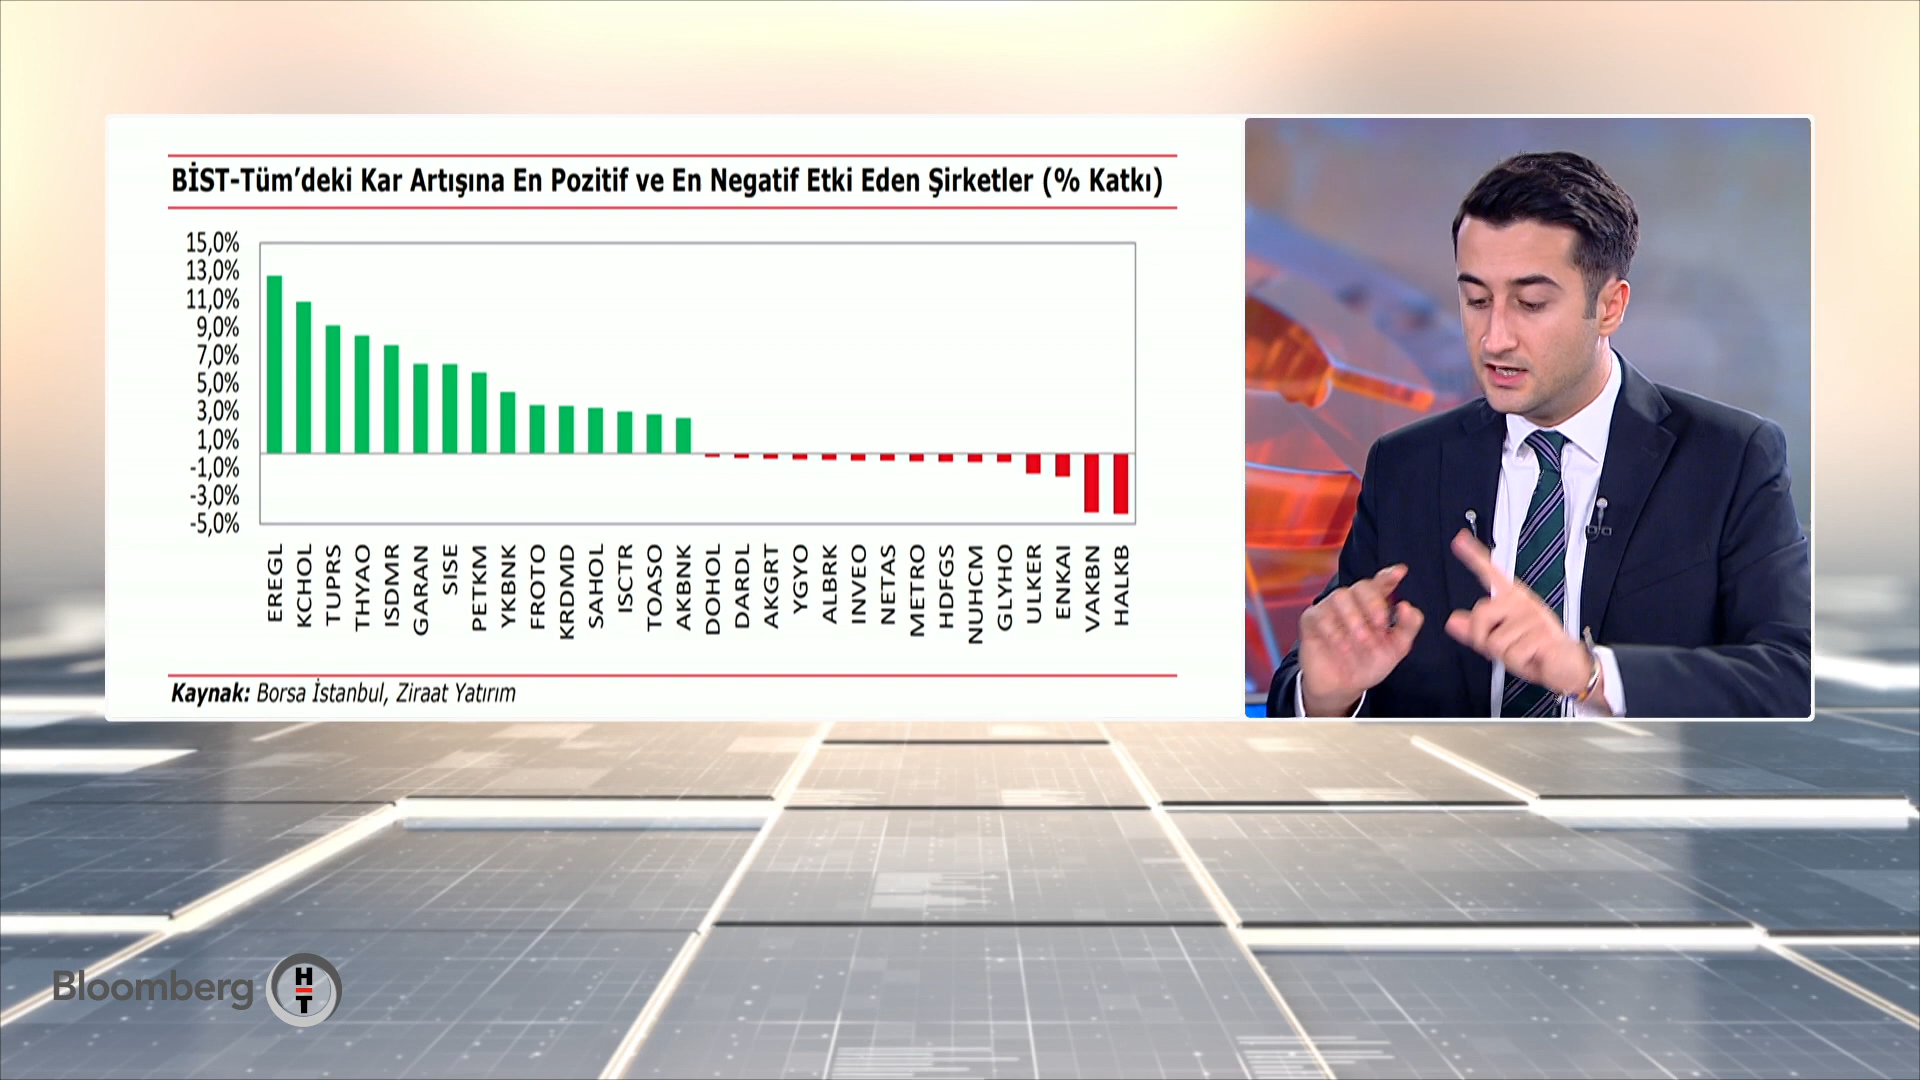 BİST-Tüm’deki Kar Artışına En Pozitif ve En Negatif Etki Eden Şirketler (% Katkı)
15,0%
13,0%
11,0%
9,0%
7,0%
5,0%
3,0%
1,0%
-1,0%
-3,0%
-5,0%
EREGL
KCHOL
TUPRS
THYAO
ISDMR
GARAN
SISE
PETKM
YKBNK
FROTO
KRDMD
SAHOL
ISCTR
TOASO
AKBNK
DOHOL
DARDL
AKGRT
YGYO
ALBRK
INVEO
NETAS
METRO
HDFGS
NUHCM
GLYHO
ULKER
ENKAI
VAKBN
HALKB
Kaynak: Borsa İstanbul, Ziraat Yatırım
Bloomberg HT